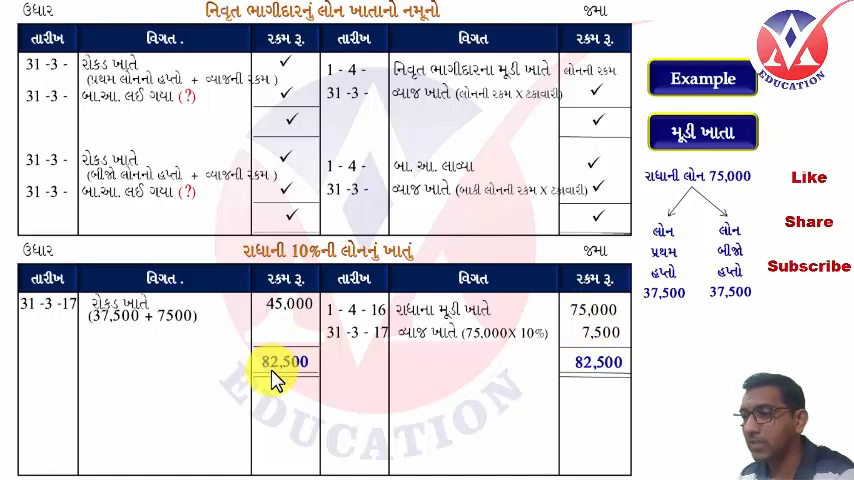 ઉધાર નિવૃત ભાગીદારનું લોન ખાતાનો નમૂનો જમા
તારીખ વિગત . રકમ રૂ. તારીખ વિગત રકમ રૂ.
31 -3 - રોકડ ખાતે ✓ 1 - 4 - નિવૃત ભાગીદારના મૂડી ખાતે લોનની રકમ
(પ્રથમ લોનનો હપ્તો + વ્યાજની રકમ )
31 -3 - બા.આ. લઈ ગયા (?) ✓ 31 -3 - વ્યાજ ખાતે (લોનની રકમ X ટકાવારી) ✓
✓ ✓
31 -3 - રોકડ ખાતે ✓ 1 - 4 - બા. આ. લાવ્યા ✓
(બીજો લોનનો હપ્તો + વ્યાજની રકમ )
31 -3 - બા.આ. લઈ ગયા (?) ✓ 31 -3 - વ્યાજ ખાતે (બાકી લોનની રકમ X ટકાવારી) ✓
✓ ✓
ઉધાર રાધાની 10%ની લોનનું ખાતું જમા
તારીખ વિગત . રકમ રૂ. તારીખ વિગત રકમ રૂ.
31 -3 -17 રોકડ ખાતે 45,000 1 - 4 - 16 રાધાના મૂડી ખાતે 75,000
(37,500 + 7500)
31 -3 - 17 વ્યાજ ખાતે (75,000X 10%) 7,500
82,500 82,500
EDUCATION
EDUCATION
Example
મૂડી ખાતા
રાધાની લોન 75,000
લોન લોન
પ્રથમ બીજો
હપ્તો હપ્તો
37,500 37,500
Like
Share
Subscribe